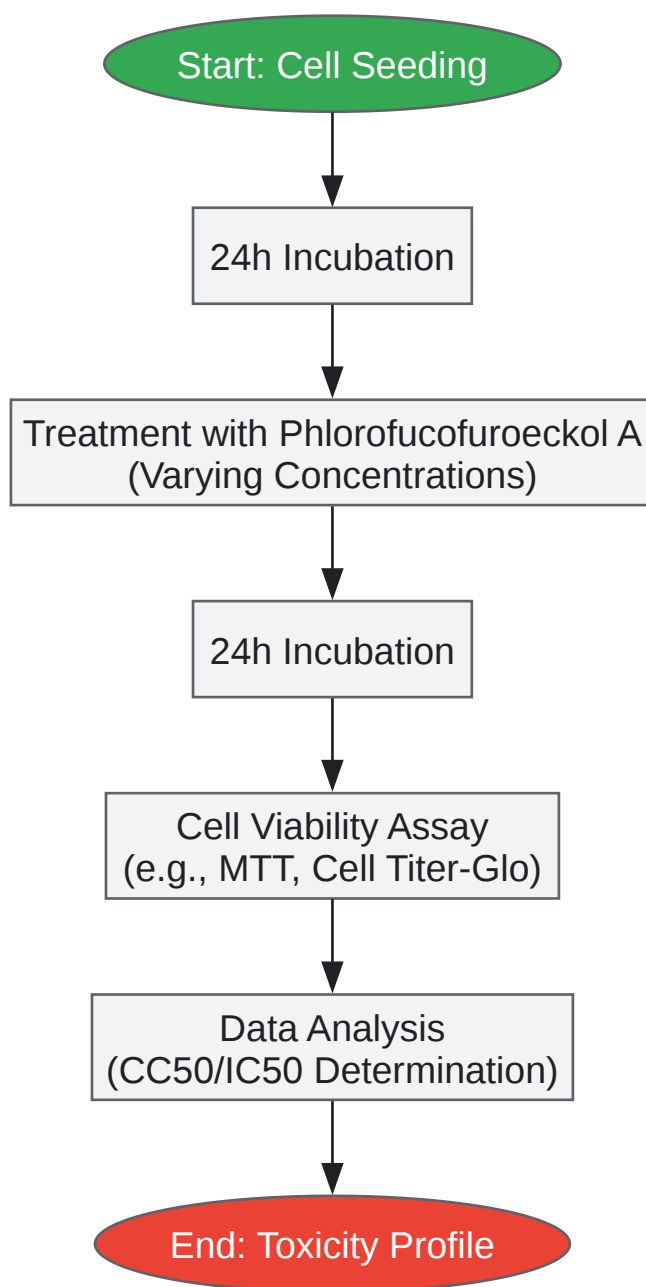 Start: Cell Seeding
24h Incubation
Treatment with Phlorofucofuroeckol A
(Varying Concentrations)
24h Incubation
Cell Viability Assay
(e.g., MTT, Cell Titer-Glo)
Data Analysis
(CC50/IC50 Determination)
End: Toxicity Profile